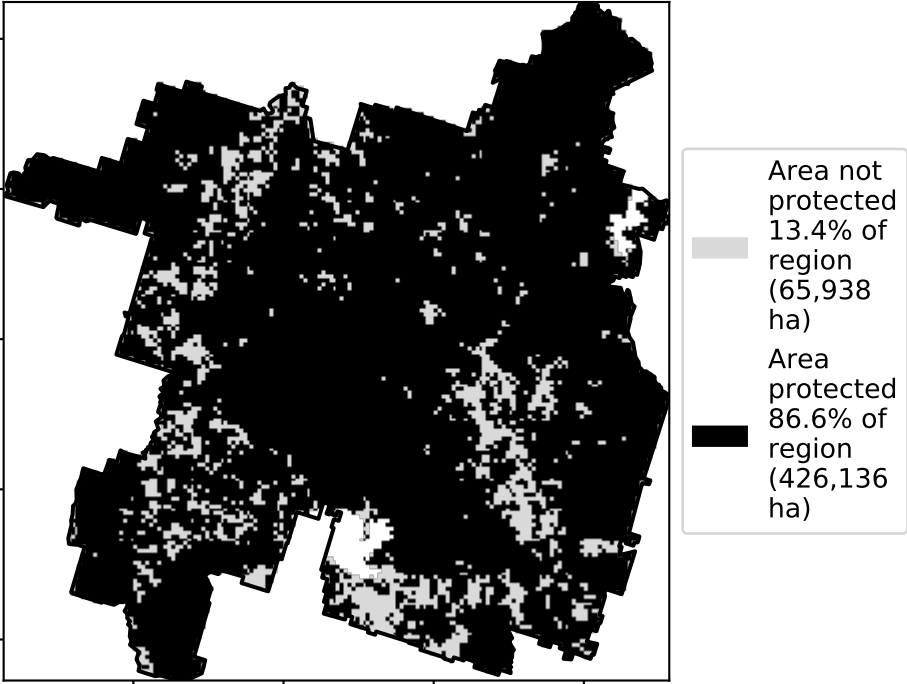 Area not
protected
13.4% of
region
(65,938
ha)
Area
protected
86.6% of
region
(426,136
ha)